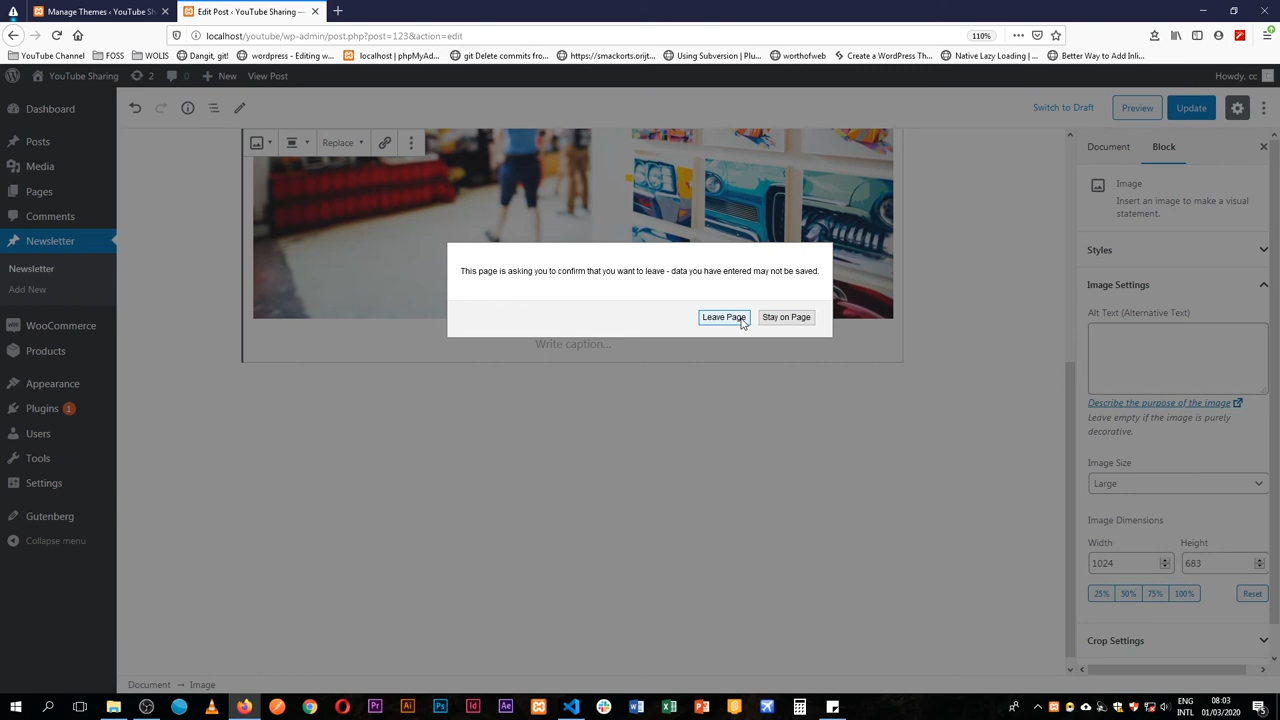 Manage Themes ‹ YouTube Sh
Edit Post ‹ YouTube Sharing —
localhost/youtube/wp-admin/post.php?post=123&action=edit
110%
YouTube Channel
FOSS
WOLIS
Dangit, git!
wordpress - Editing w...
localhost | phpMyAd...
git Delete commits fro...
https://smackorts.orijt...
Using Subversion | Plu...
worthofweb
Create a WordPress Th...
Native Lazy Loading | ...
Better Way to Add Inli...
YouTube Sharing
2
0
New
View Post
Howdy, cc
Dashboard
Posts
Media
Pages
Comments
Newsletter
Newsletter
Add New
WooCommerce
Products
Appearance
Plugins 1
Users
Tools
Settings
Gutenberg
Collapse menu
Switch to Draft
Preview
Update
Replace
This page is asking you to confirm that you want to leave - data you have entered may not be saved.
Leave Page
Stay on Page
Write caption...
Document
Block
Image
Insert an image to make a visual
statement.
Styles
Image Settings
Alt Text (Alternative Text)
Describe the purpose of the image
Leave empty if the image is purely
decorative.
Image Size
Large
Image Dimensions
Width
Height
1024
683
25%
50%
75%
100%
Reset
Crop Settings
Document → Image
ENG
INTL
08:03
01/03/2020